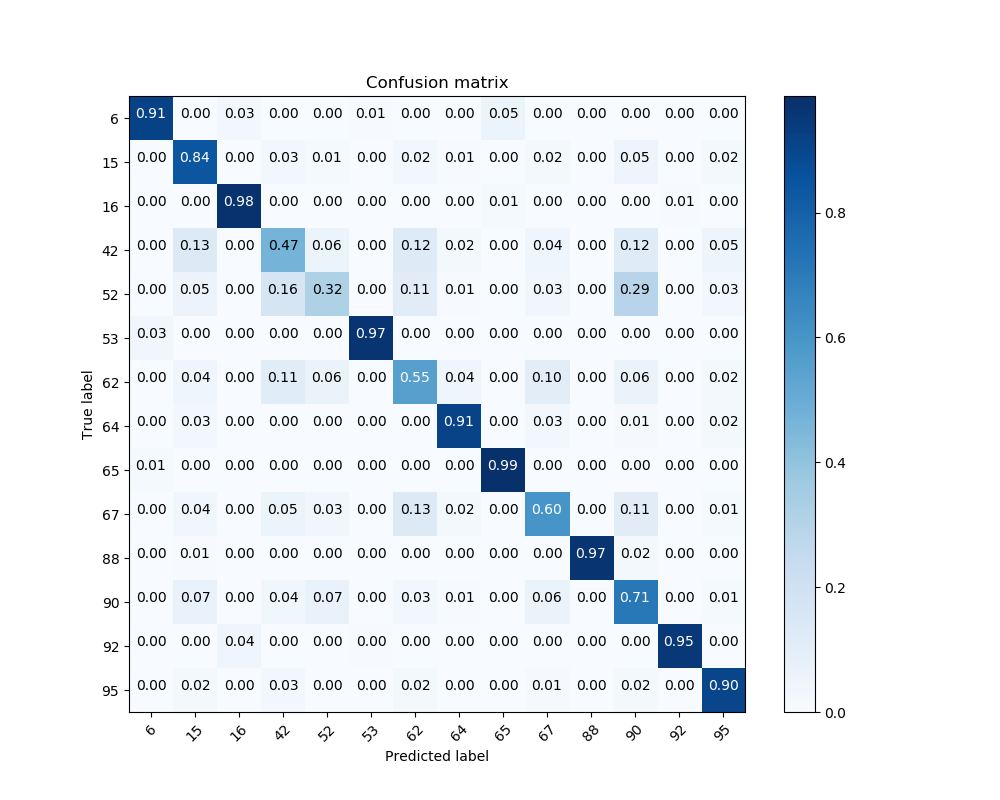 Confusion matrix
6 0.91 0.00 0.03 0.00 0.00 0.01 0.00 0.00 0.05 0.00 0.00 0.00 0.00 0.00
15 0.00 0.84 0.00 0.03 0.01 0.00 0.02 0.01 0.00 0.02 0.00 0.05 0.00 0.02
16 0.00 0.00 0.98 0.00 0.00 0.00 0.00 0.00 0.01 0.00 0.00 0.00 0.01 0.00
42 0.00 0.13 0.00 0.47 0.06 0.00 0.12 0.02 0.00 0.04 0.00 0.12 0.00 0.05
52 0.00 0.05 0.00 0.16 0.32 0.00 0.11 0.01 0.00 0.03 0.00 0.29 0.00 0.03
53 0.03 0.00 0.00 0.00 0.00 0.97 0.00 0.00 0.00 0.00 0.00 0.00 0.00 0.00
62 0.00 0.04 0.00 0.11 0.06 0.00 0.55 0.04 0.00 0.10 0.00 0.06 0.00 0.02
64 0.00 0.03 0.00 0.00 0.00 0.00 0.00 0.91 0.00 0.03 0.00 0.01 0.00 0.02
65 0.01 0.00 0.00 0.00 0.00 0.00 0.00 0.00 0.99 0.00 0.00 0.00 0.00 0.00
67 0.00 0.04 0.00 0.05 0.03 0.00 0.13 0.02 0.00 0.60 0.00 0.11 0.00 0.01
88 0.00 0.01 0.00 0.00 0.00 0.00 0.00 0.00 0.00 0.00 0.97 0.02 0.00 0.00
90 0.00 0.07 0.00 0.04 0.07 0.00 0.03 0.01 0.00 0.06 0.00 0.71 0.00 0.01
92 0.00 0.00 0.04 0.00 0.00 0.00 0.00 0.00 0.00 0.00 0.00 0.00 0.95 0.00
95 0.00 0.02 0.00 0.03 0.00 0.00 0.02 0.00 0.00 0.01 0.00 0.02 0.00 0.90
6 15 16 42 52 53 62 64 65 67 88 90 92 95
Predicted label
True label
0.8
0.6
0.4
0.2
0.0